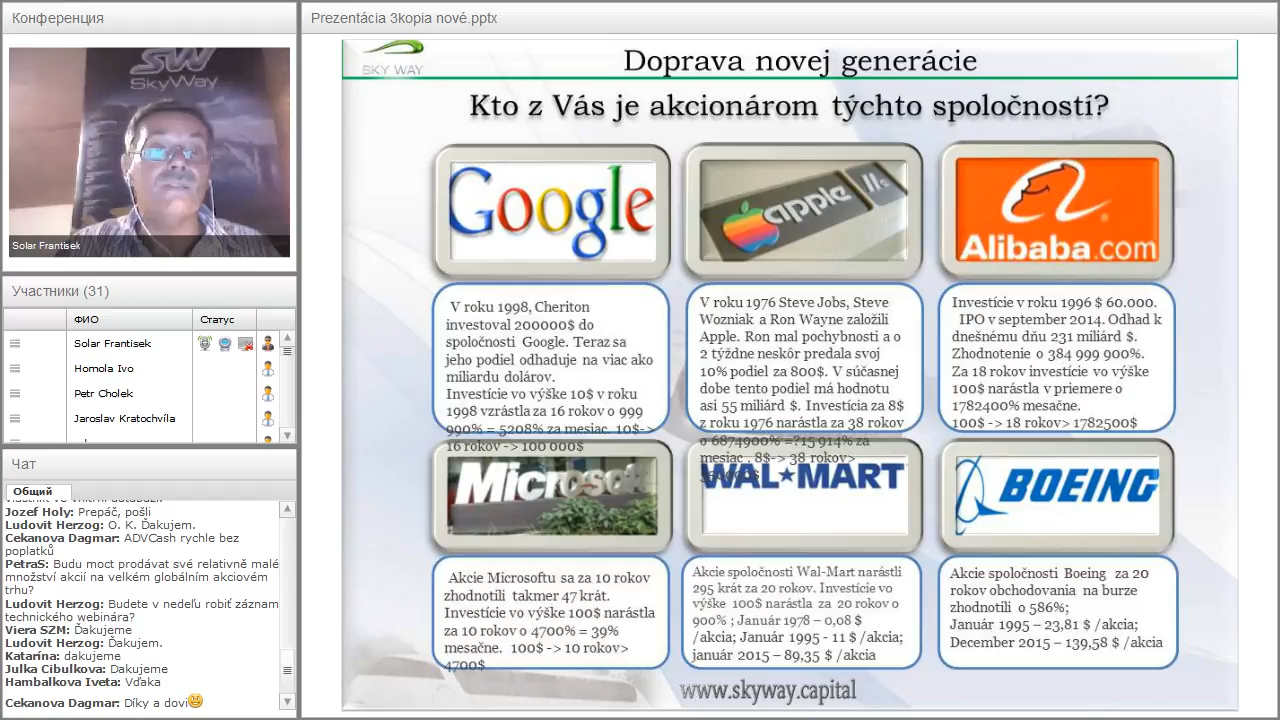 Конференция
SW
SkyWay
Solar Frantisek
Участники (31)
ФИО
Статус
Solar Frantisek
Homola Ivo
Petr Cholek
Jaroslav Kratochvíla
Чат
Общий
Jozef Holy: Prepáč, pošli
Ludovit Herzog: O. K. Ďakujem.
Cekanova Dagmar: ADVCash rychle bez
poplatků
PetraS: Budu moct prodávat své relativně malé
množství akcií na velkém globálním akciovém
trhu?
Ludovit Herzog: Budete v nedeľu robiť záznam
technického webinára?
Viera SZM: Ďakujeme
Ludovit Herzog: Ďakujem.
Katarína: dakujeme
Julka Cibulkova: Dakujeme
Hambalkova Iveta: Vďaka
Cekanova Dagmar: Díky a dovi
Prezentácia 3kopia nové.pptx
SKY WAY
Doprava novej generácie
Kto z Vás je akcionárom týchto spoločností?
Google
apple
Alibaba.com
V roku 1998, Cheriton
investoval 200000$ do
spoločnosti Google. Teraz sa
jeho podiel odhaduje na viac ako
miliardu dolárov.
Investície vo výške 10$ v roku
1998 vzrástla za 16 rokov o 999
990% = 5208% za mesiac. 10$->
16 rokov -> 100 000$
V roku 1976 Steve Jobs, Steve
Wozniak a Ron Wayne založili
Apple. Ron mal pochybnosti a o
2 týždne neskôr predala svoj
10% podiel za 800$. V súčasnej
dobe tento podiel má hodnotu
asi 55 miliárd $. Investícia za 8$
z roku 1976 narástla za 38 rokov
o 6874900% =?15 914% za
mesiac . 8$-> 38 rokov>
Investície v roku 1996 $ 60.000.
IPO v september 2014. Odhad k
dnešnému dňu 231 miliárd $.
Zhodnotenie o 384 999 900%.
Za 18 rokov investície vo výške
100$ narástla v priemere o
1782400% mesačne.
100$ -> 18 rokov> 1782500$
Microsoft
WAL★MART
BOEING
Akcie Microsoftu sa za 10 rokov
zhodnotili takmer 47 krát.
Investície vo výške 100$ narástla
za 10 rokov o 4700% = 39%
mesačne. 100$ -> 10 rokov>
4700$
Akcie spoločnosti Wal-Mart narástli
295 krát za 20 rokov. Investície vo
výške 100$ narástla za 20 rokov o
900% ; Január 1978 – 0,08 $
/akcia; Január 1995 - 11 $ /akcia;
január 2015 – 89,35 $ /akcia
Akcie spoločnosti Boeing za 20
rokov obchodovania na burze
zhodnotili o 586%;
Január 1995 – 23,81 $ /akcia;
December 2015 – 139,58 $ /akcia
www.skyway.capital